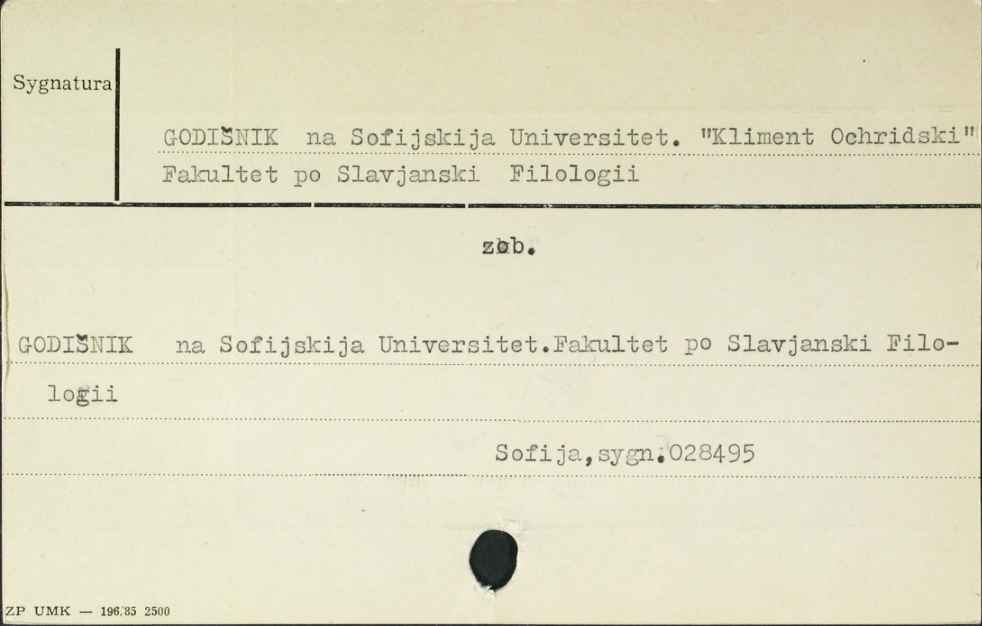 Sygnatura
GODIŠNIK na Sofijskija Universitet. "Kliment Ochridski"
Fakultet po Slavjanski Filologii
zob.
GODIŠNIK na Sofijskija Universitet.Fakultet po Slavjanski Filo-
logii
Sofija,sygn.028495
ZP UMK — 196/85 2500